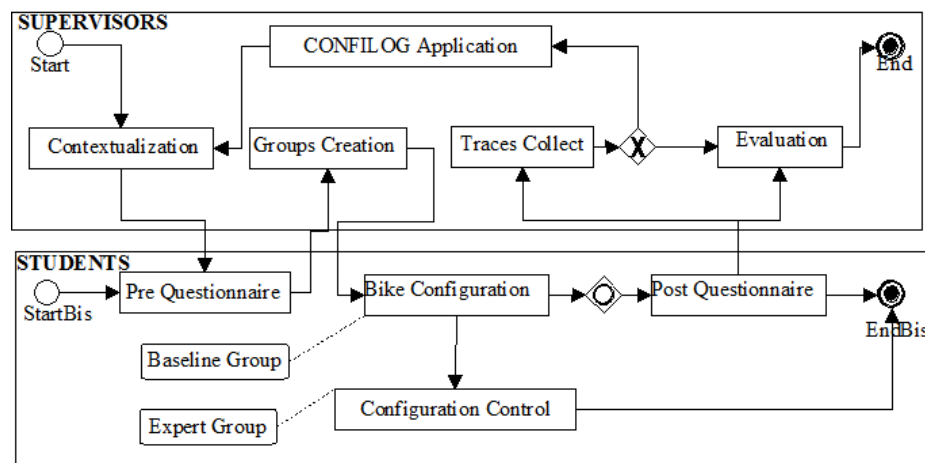 SUPERVISORS
Start
CONFILOG Application
End
Contextualization
Groups Creation
Traces Collect
X
Evaluation
STUDENTS
StartBis
Pre Questionnaire
Bike Configuration
Post Questionnaire
EndBis
Baseline Group
Configuration Control
Expert Group